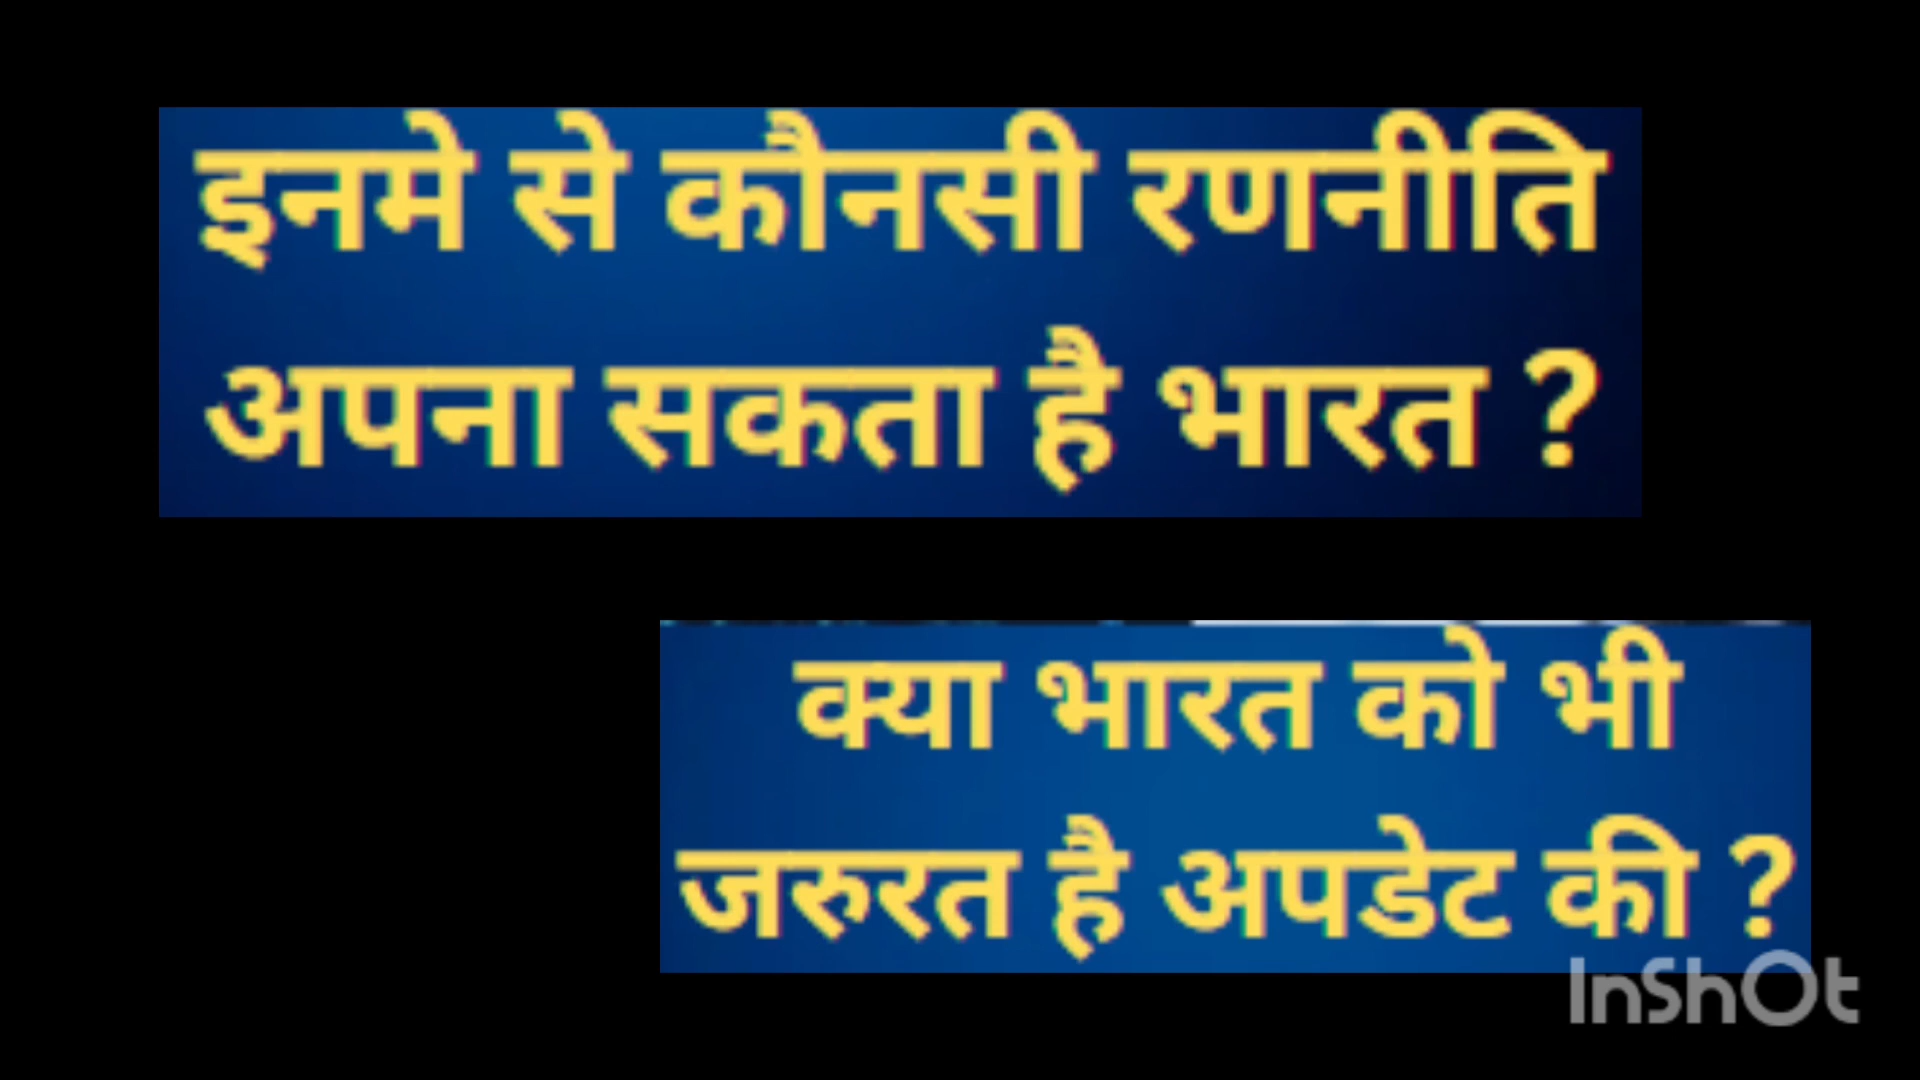 इनमे से कौनसी रणनीति
अपना सकता है भारत ?
क्या भारत को भी
जरुरत है अपडेट की ?
InShOt